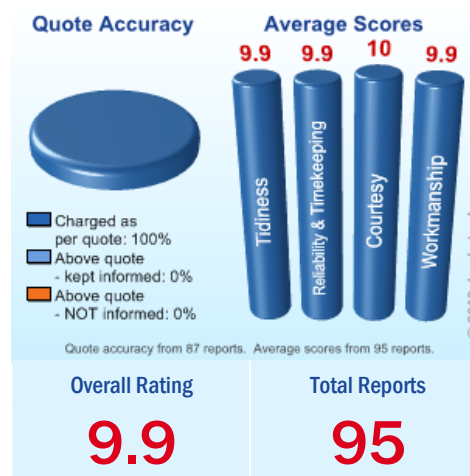 Quote Accuracy
Charged as
per quote: 100%
Above quote
- kept informed: 0%
Above quote
- NOT informed: 0%
Average Scores
9.9 9.9 10 9.9
Tidiness
Reliability & Timekeeping
Courtesy
Workmanship
Quote accuracy from 87 reports. Average scores from 95 reports.
Overall Rating
9.9
Total Reports
95